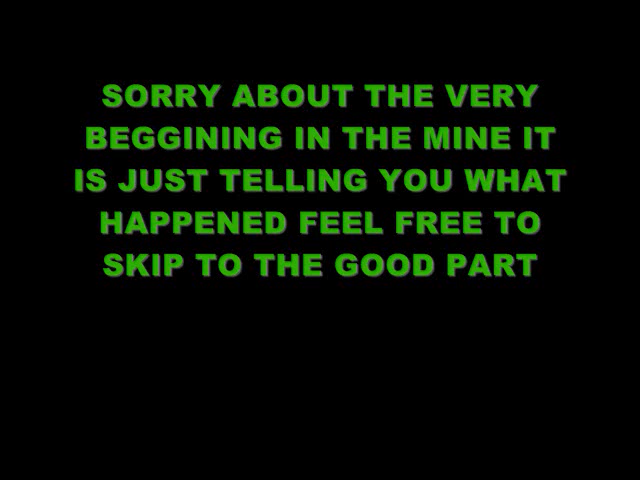 SORRY ABOUT THE VERY
BEGGINING IN THE MINE IT
IS JUST TELLING YOU WHAT
HAPPENED FEEL FREE TO
SKIP TO THE GOOD PART